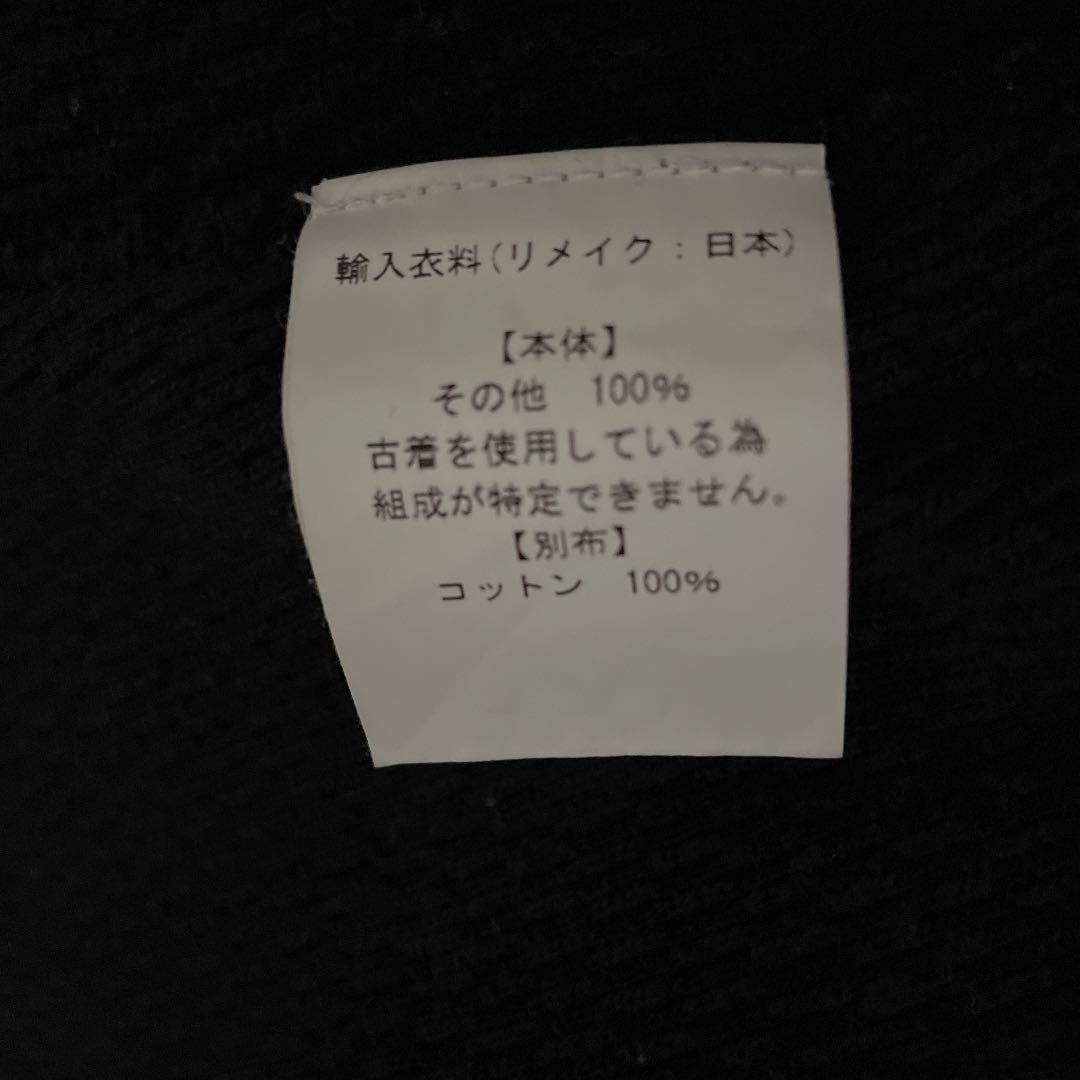 輸入衣料(リメイク：日本)
【本体】
その他　100%
古着を使用している為
組成が特定できません。
【別布】
コットン　100%